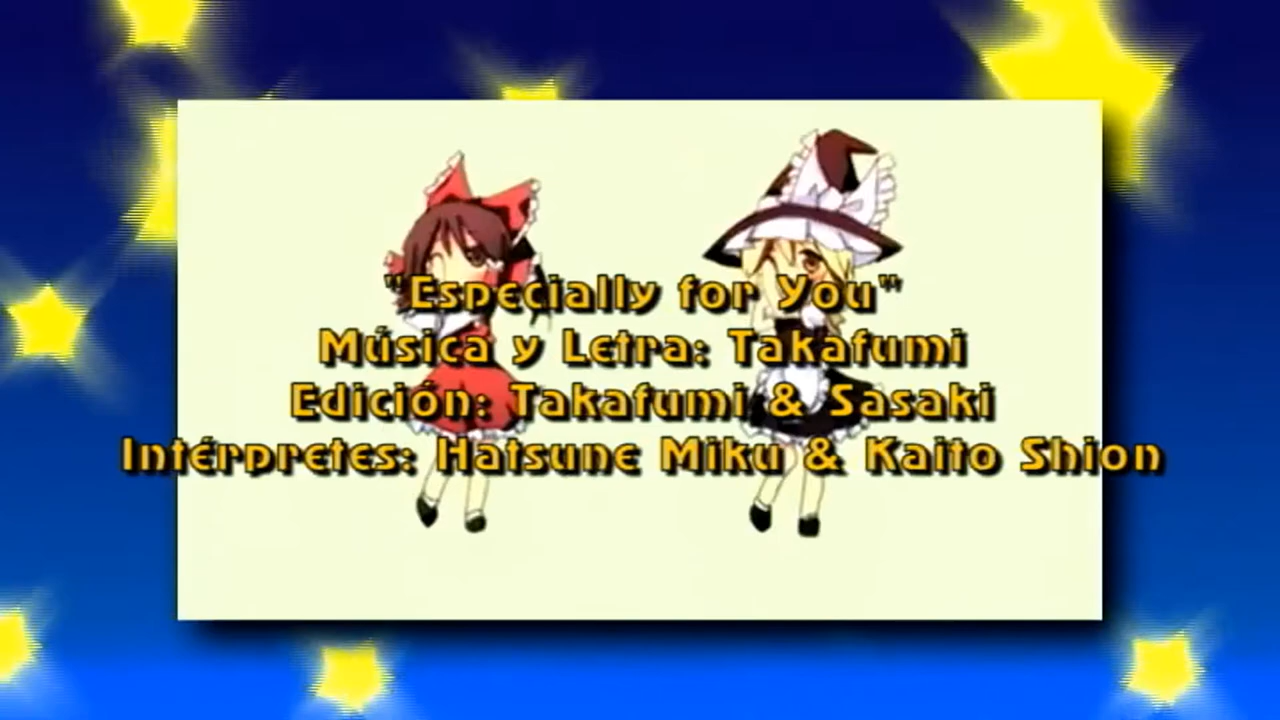 "Especially for You"
Música y Letra: Takafumi
Edición: Takafumi & Sasaki
Intérpretes: Hatsune Miku & Kaito Shion